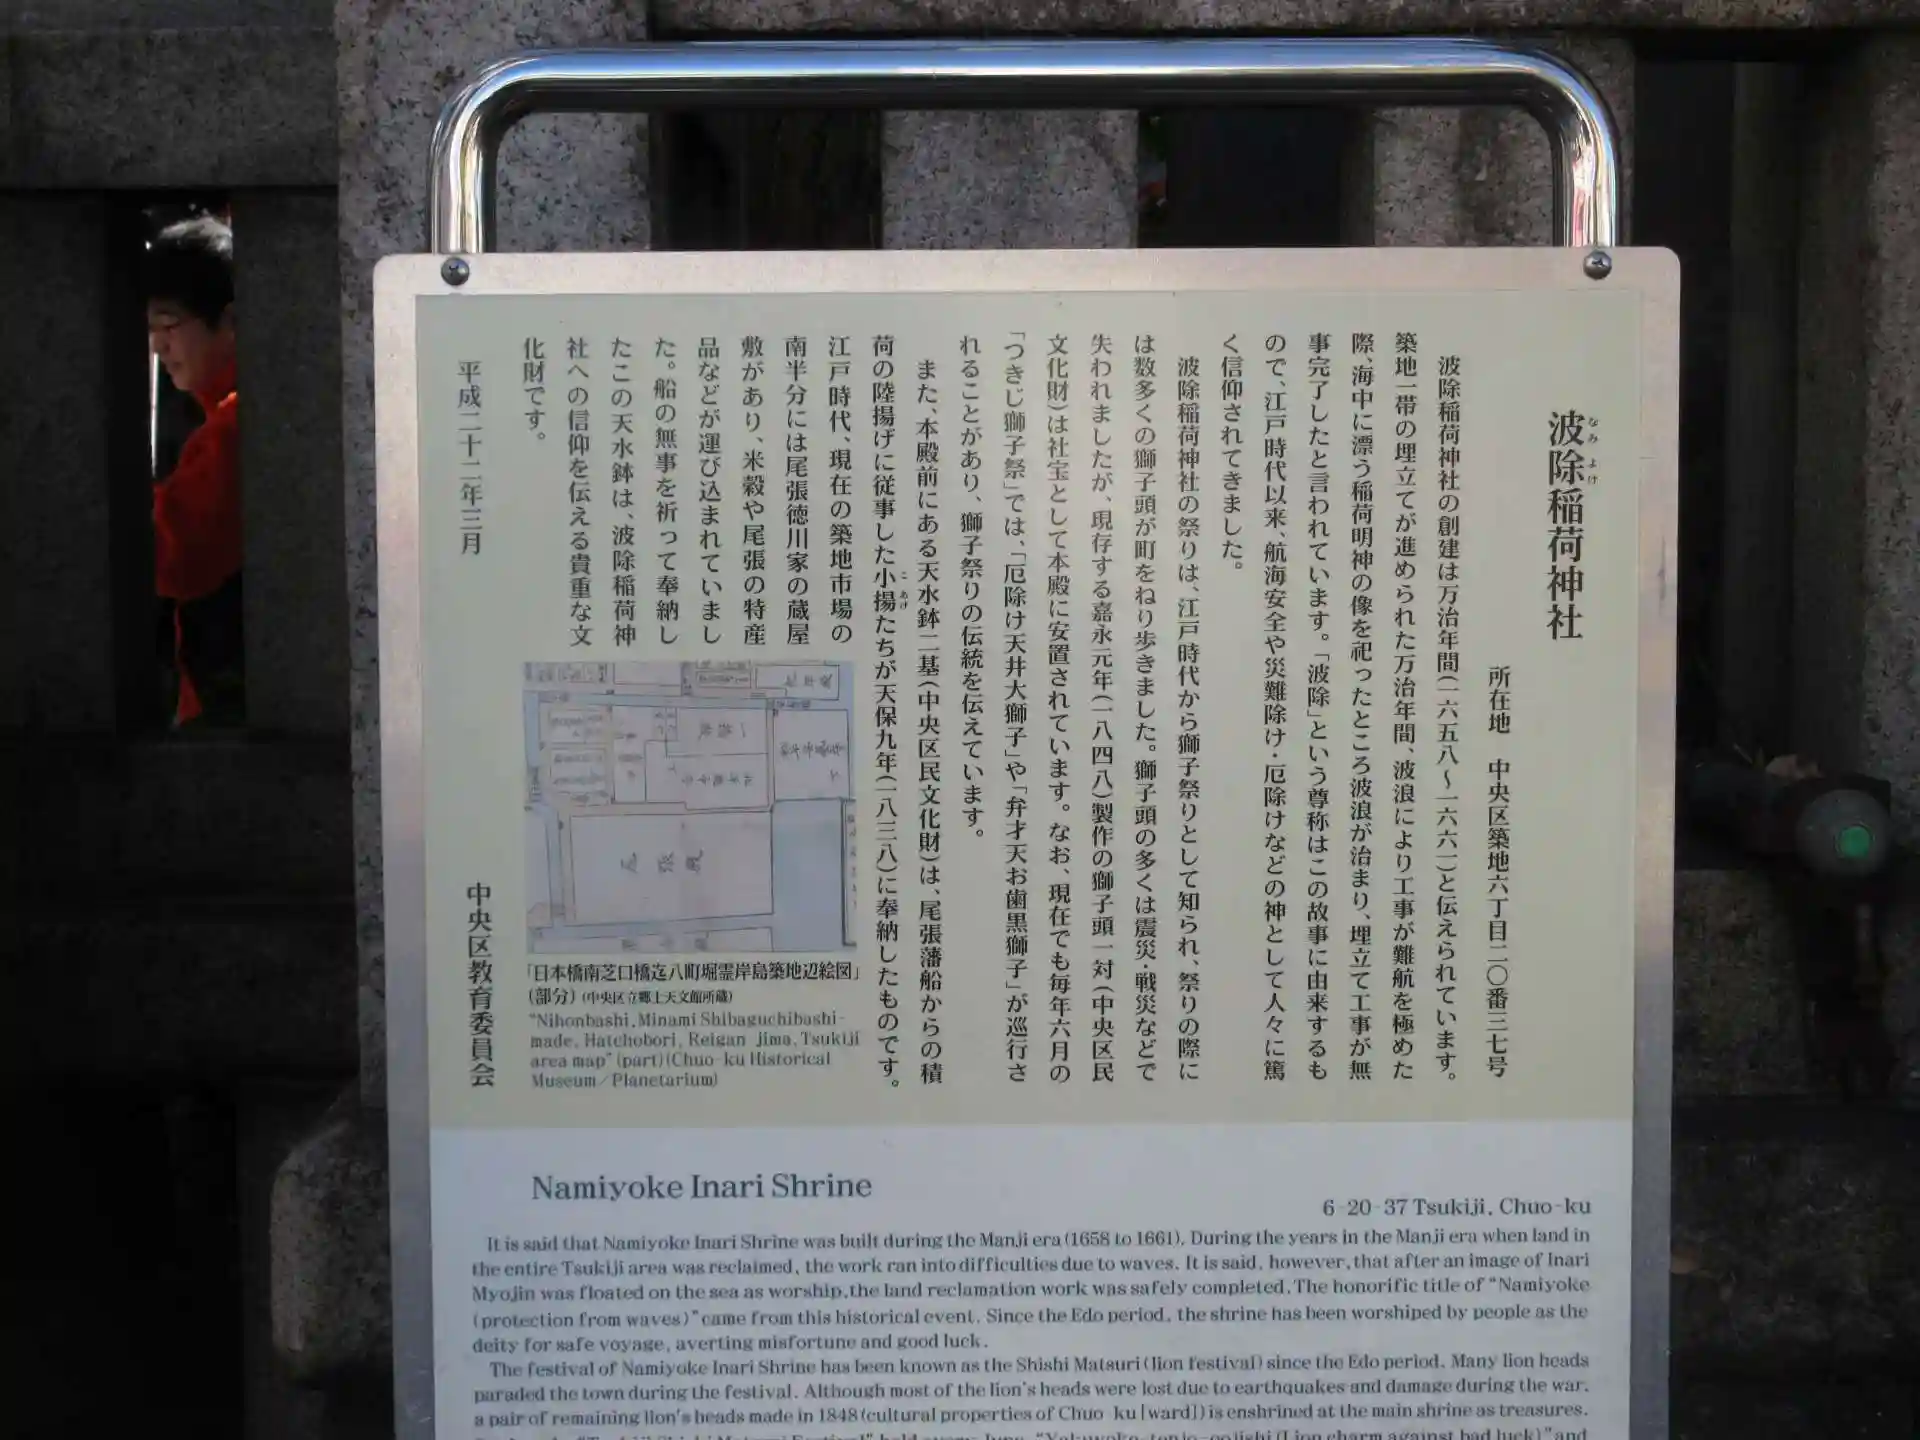 波除稲荷神社
なみよけ
所在地　中央区築地六丁目二〇番三七号
波除稲荷神社の創建は万治年間(一六五八〜一六六一)と伝えられています。
築地一帯の埋立てが進められた万治年間、波浪により工事が難航を極めた
際、海中に漂う稲荷明神の像を祀ったところ波浪が治まり、埋立て工事が無
事完了したと言われています。「波除」という尊称はこの故事に由来するも
ので、江戸時代以来、航海安全や災難除け・厄除けなどの神として人々に篤
く信仰されてきました。
波除稲荷神社の祭りは、江戸時代から獅子祭りとして知られ、祭りの際に
は数多くの獅子頭が町をねり歩きました。獅子頭の多くは震災・戦災などで
失われましたが、現存する嘉永元年(一八四八)製作の獅子頭一対(中央区民
文化財)は社宝として本殿に安置されています。なお、現在でも毎年六月の
「つきじ獅子祭」では、「厄除け天井大獅子」や「弁才天お歯黒獅子」が巡行さ
れることがあり、獅子祭りの伝統を伝えています。
また、本殿前にある天水鉢二基(中央区民文化財)は、尾張藩船からの積
荷の陸揚げに従事した小揚たちが天保九年(一八三八)に奉納したものです。
こあげ
江戸時代、現在の築地市場の
南半分には尾張徳川家の蔵屋
敷があり、米穀や尾張の特産
品などが運び込まれていまし
た。船の無事を祈って奉納し
たこの天水鉢は、波除稲荷神
社への信仰を伝える貴重な文
化財です。
平成二十二年三月
中央区教育委員会
「日本橋南芝口橋迄八町堀霊岸島築地辺絵図」
(部分)(中央区立郷土天文館所蔵)
"Nihonbashi, Minami Shibaguchibashi-
made, Hatchobori, Reigan jima, Tsukiji
area map" (part) (Chuo-ku Historical
Museum/Planetarium)
Namiyoke Inari Shrine
6-20-37 Tsukiji, Chuo-ku
It is said that Namiyoke Inari Shrine was built during the Manji era (1658 to 1661). During the years in the Manji era when land in
the entire Tsukiji area was reclaimed, the work ran into difficulties due to waves. It is said, however, that after an image of Inari
Myojin was floated on the sea as worship, the land reclamation work was safely completed. The honorific title of "Namiyoke
(protection from waves)" came from this historical event. Since the Edo period, the shrine has been worshiped by people as the
deity for safe voyage, averting misfortune and good luck.
The festival of Namiyoke Inari Shrine has been known as the Shishi Matsuri (lion festival) since the Edo period. Many lion heads
paraded the town during the festival. Although most of the lion's heads were lost due to earthquakes and damage during the war,
a pair of remaining lion's heads made in 1848 (cultural properties of Chuo-ku [ward]) is enshrined at the main shrine as treasures.